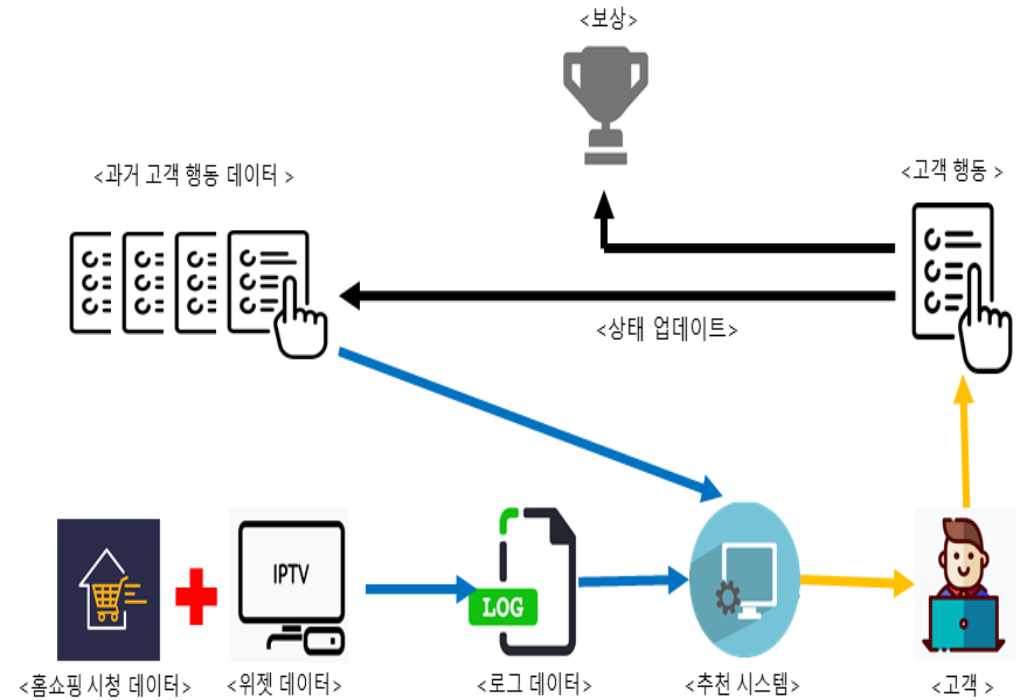 <보상>
<과거 고객 행동 데이터 >
<고객 행동 >
<상태 업데이트>
IPTV
LOG
<홈쇼핑 시청 데이터>
<위젯 데이터>
<로그 데이터>
<추천 시스템>
<고객 >